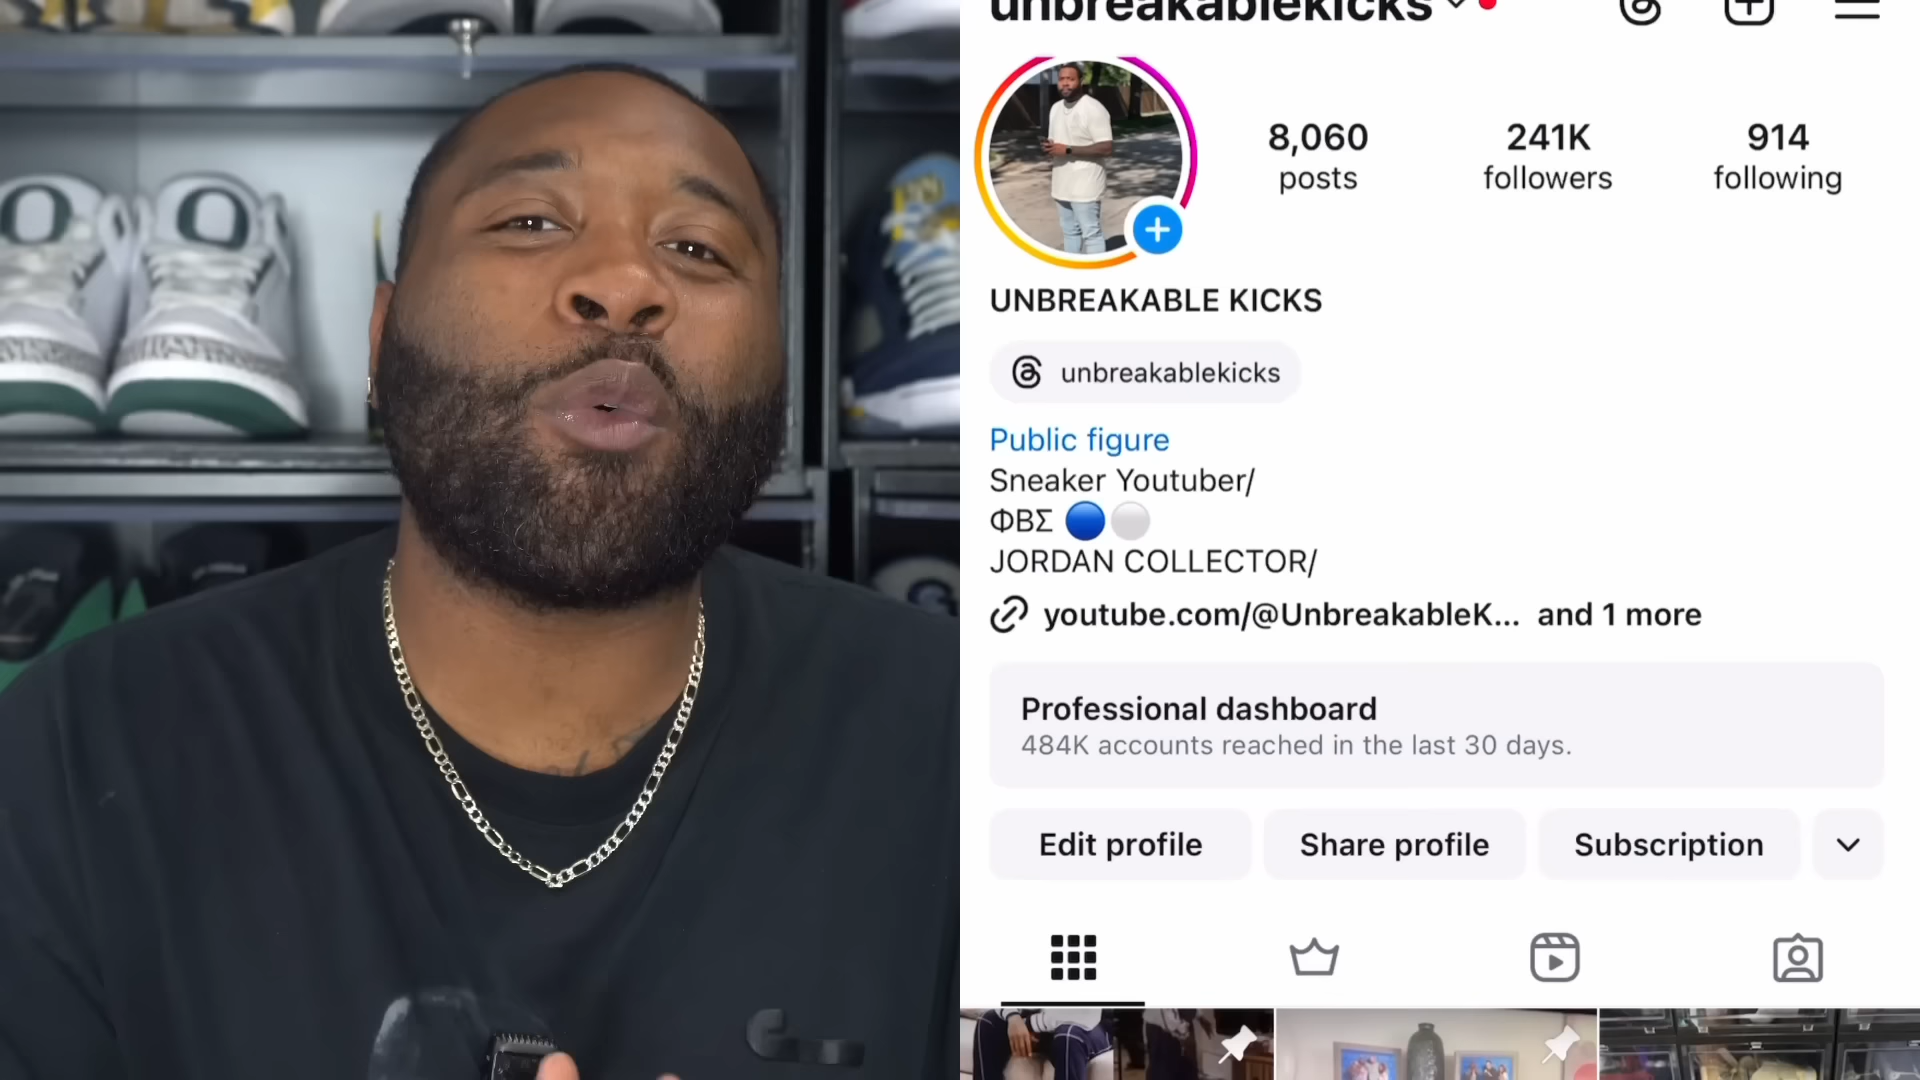 unbreakablekicks
8,060
posts
241K
followers
914
following
UNBREAKABLE KICKS
unbreakablekicks
Public figure
Sneaker Youtuber/
ΦΒΣ 🔵⚪
JORDAN COLLECTOR/
youtube.com/@UnbreakableK... and 1 more
Professional dashboard
484K accounts reached in the last 30 days.
Edit profile
Share profile
Subscription